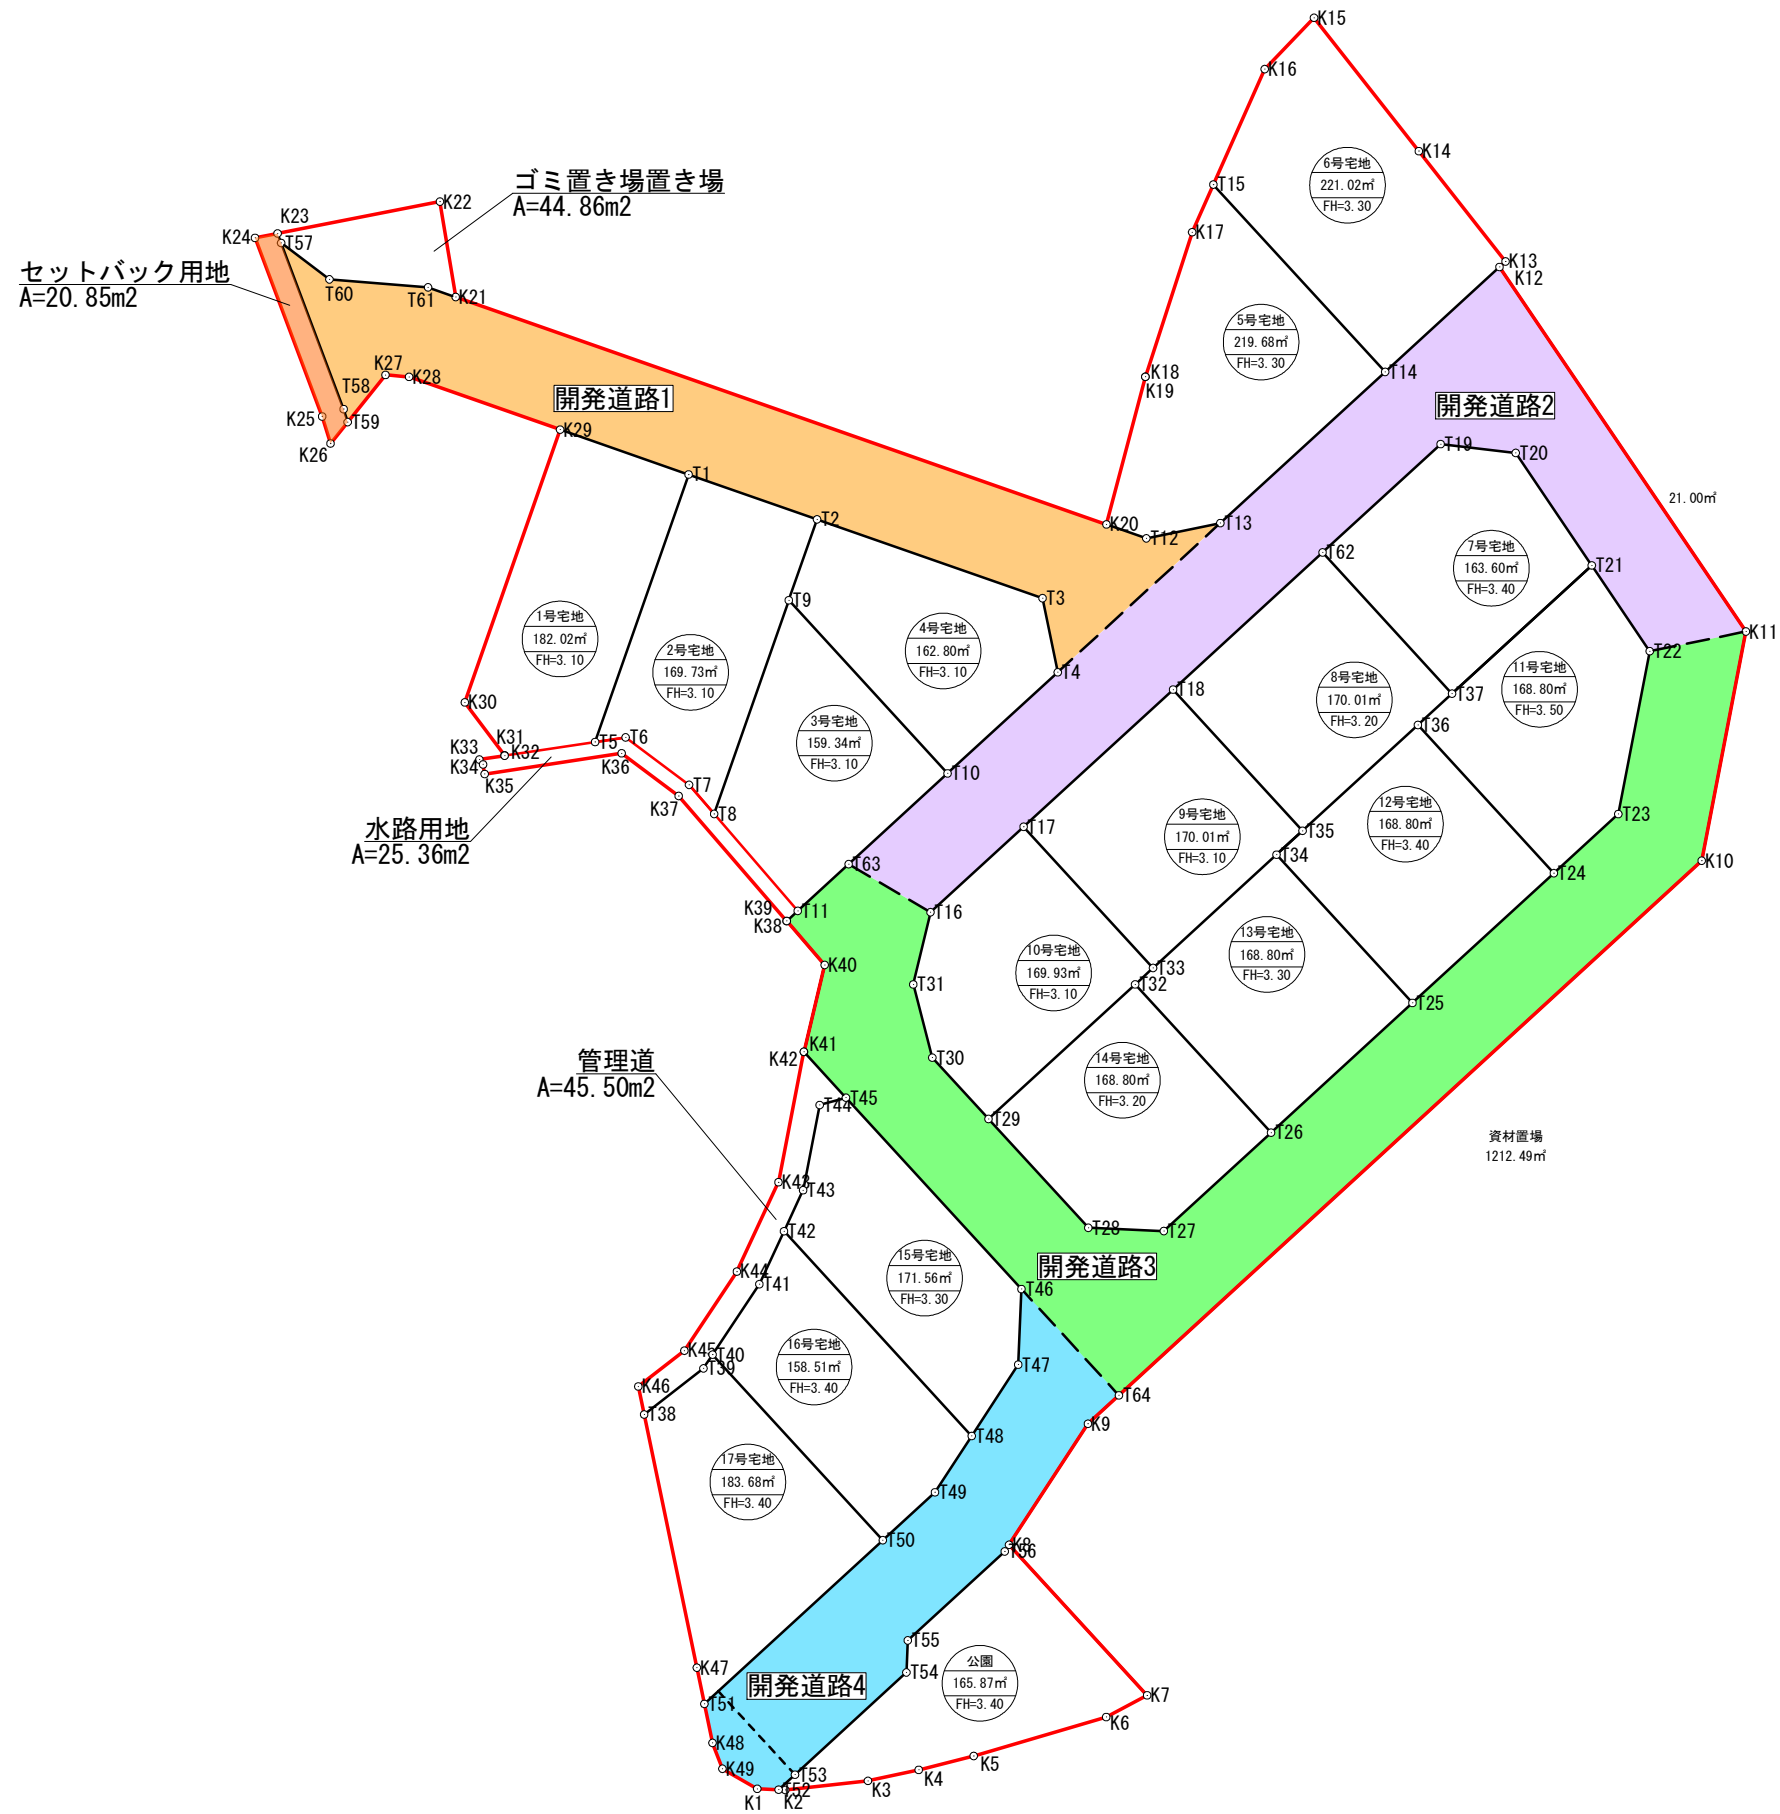 K15
K16
K14
6号宅地
221.02㎡
FH=3.30
T15
ゴミ置き場置き場
A=44.86m2
K22
K23
K24
T57
K17
セットバック用地
A=20.85m2
K13
K12
T60
T61
K21
5号宅地
219.68㎡
FH=3.30
K27
K28
K18
K19
T14
開発道路1
開発道路2
T58
K25
T59
K26
K29
T19
T20
T1
21.00㎡
T2
K20
T12
T13
T62
7号宅地
163.60㎡
FH=3.40
T21
T9
T3
1号宅地
182.02㎡
FH=3.10
4号宅地
162.80㎡
FH=3.10
K11
2号宅地
169.73㎡
FH=3.10
T22
T4
11号宅地
168.80㎡
FH=3.50
8号宅地
170.01㎡
FH=3.20
T18
T37
K30
3号宅地
159.34㎡
FH=3.10
T36
K31
K32
K33
K34
K35
T5
T6
K36
T10
T7
K37
T8
12号宅地
168.80㎡
FH=3.40
9号宅地
170.01㎡
FH=3.10
水路用地
A=25.36m2
T17
T35
T23
T34
K10
T63
T24
K39
K38
T11
T16
13号宅地
168.80㎡
FH=3.30
10号宅地
169.93㎡
FH=3.10
K40
T33
T32
T31
T25
K41
K42
T30
14号宅地
168.80㎡
FH=3.20
管理道
A=45.50m2
T44
T45
T29
T26
資材置場
1212.49㎡
K43
T43
T42
T28
T27
15号宅地
171.56㎡
FH=3.30
開発道路3
K44
T41
T46
16号宅地
158.51㎡
FH=3.40
K45
T40
T39
T47
K46
T64
T38
K9
T48
17号宅地
183.68㎡
FH=3.40
T49
T50
K8
T56
T55
K47
T54
公園
165.87㎡
FH=3.40
開発道路4
T51
K7
K6
K48
K5
K49
T53
K4
K3
T52
K1
K2